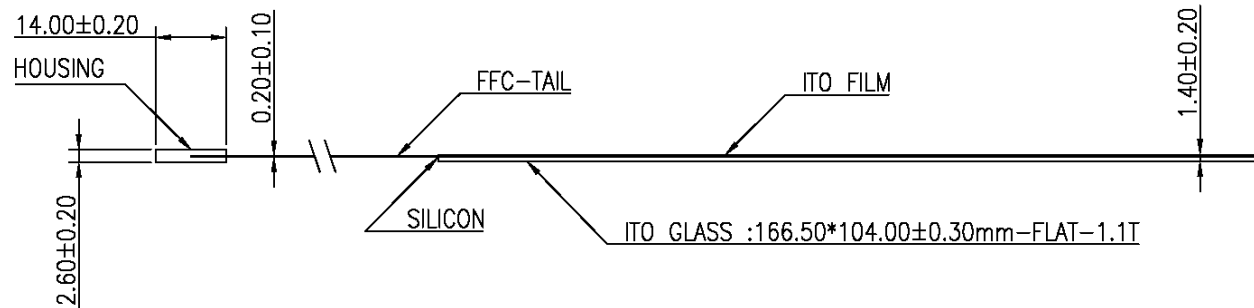 14.00±0.20
HOUSING
0.20±0.10
FFC-TAIL
ITO FILM
1.40±0.20
2.60±0.20
SILICON
ITO GLASS :166.50*104.00±0.30mm-FLAT-1.1T